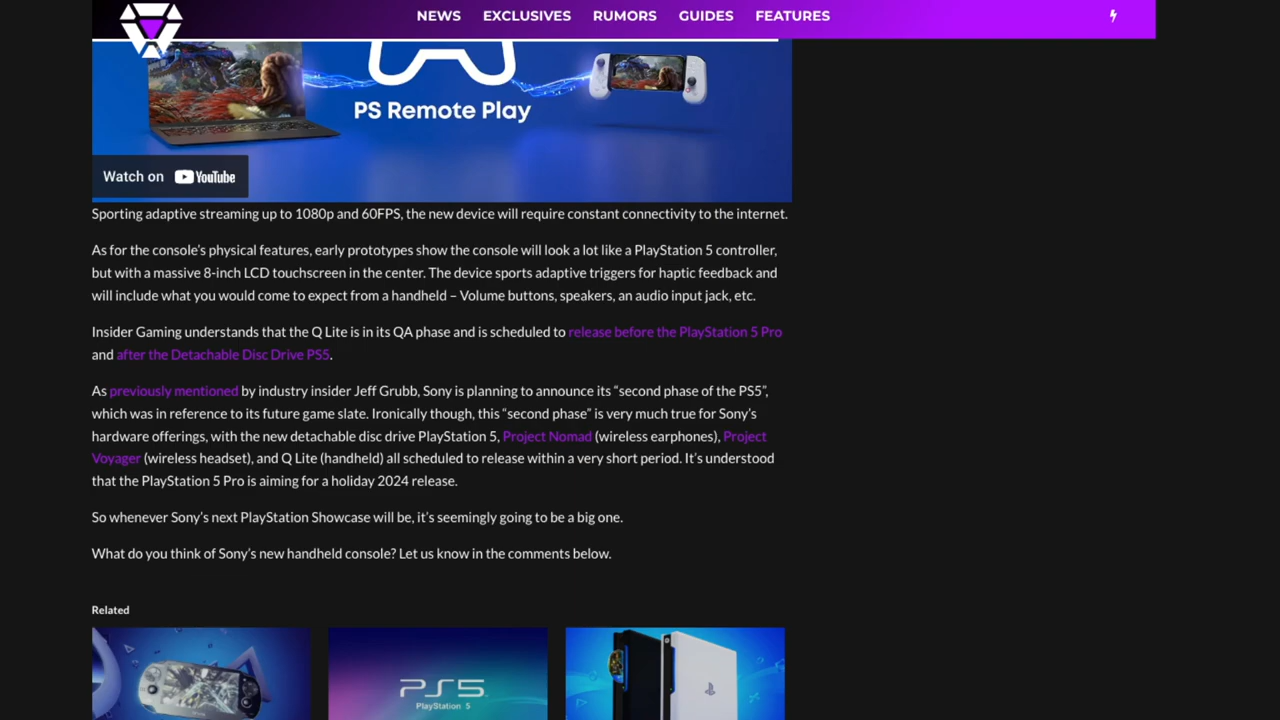 NEWS EXCLUSIVES RUMORS GUIDES FEATURES
PS Remote Play
Watch on YouTube
Sporting adaptive streaming up to 1080p and 60FPS, the new device will require constant connectivity to the internet.
As for the console’s physical features, early prototypes show the console will look a lot like a PlayStation 5 controller,
but with a massive 8-inch LCD touchscreen in the center. The device sports adaptive triggers for haptic feedback and
will include what you would come to expect from a handheld – Volume buttons, speakers, an audio input jack, etc.
Insider Gaming understands that the Q Lite is in its QA phase and is scheduled to release before the PlayStation 5 Pro
and after the Detachable Disc Drive PS5.
As previously mentioned by industry insider Jeff Grubb, Sony is planning to announce its “second phase of the PS5”,
which was in reference to its future game slate. Ironically though, this “second phase” is very much true for Sony’s
hardware offerings, with the new detachable disc drive PlayStation 5, Project Nomad (wireless earphones), Project
Voyager (wireless headset), and Q Lite (handheld) all scheduled to release within a very short period. It’s understood
that the PlayStation 5 Pro is aiming for a holiday 2024 release.
So whenever Sony’s next PlayStation Showcase will be, it’s seemingly going to be a big one.
What do you think of Sony’s new handheld console? Let us know in the comments below.
Related
PS5
PlayStation 5